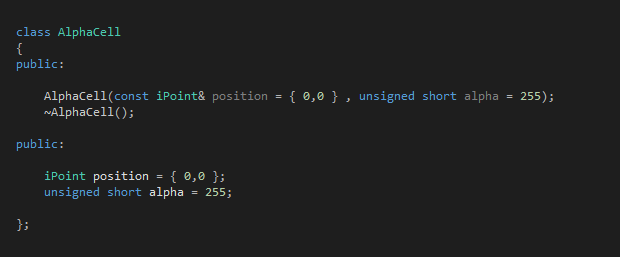 class AlphaCell
{
public:
AlphaCell(const iPoint& position = { 0,0 } , unsigned short alpha = 255);
~AlphaCell();
public:
iPoint position = { 0,0 };
unsigned short alpha = 255;
};